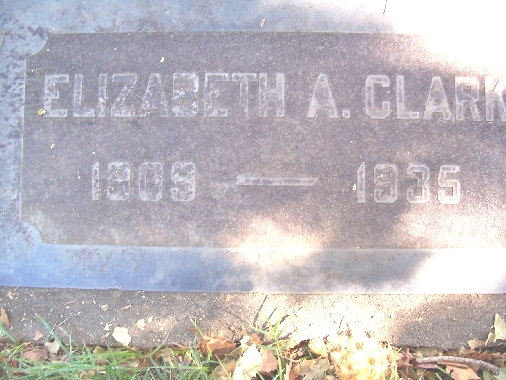 ELIZABETH A. CLARK
1909 — 1935